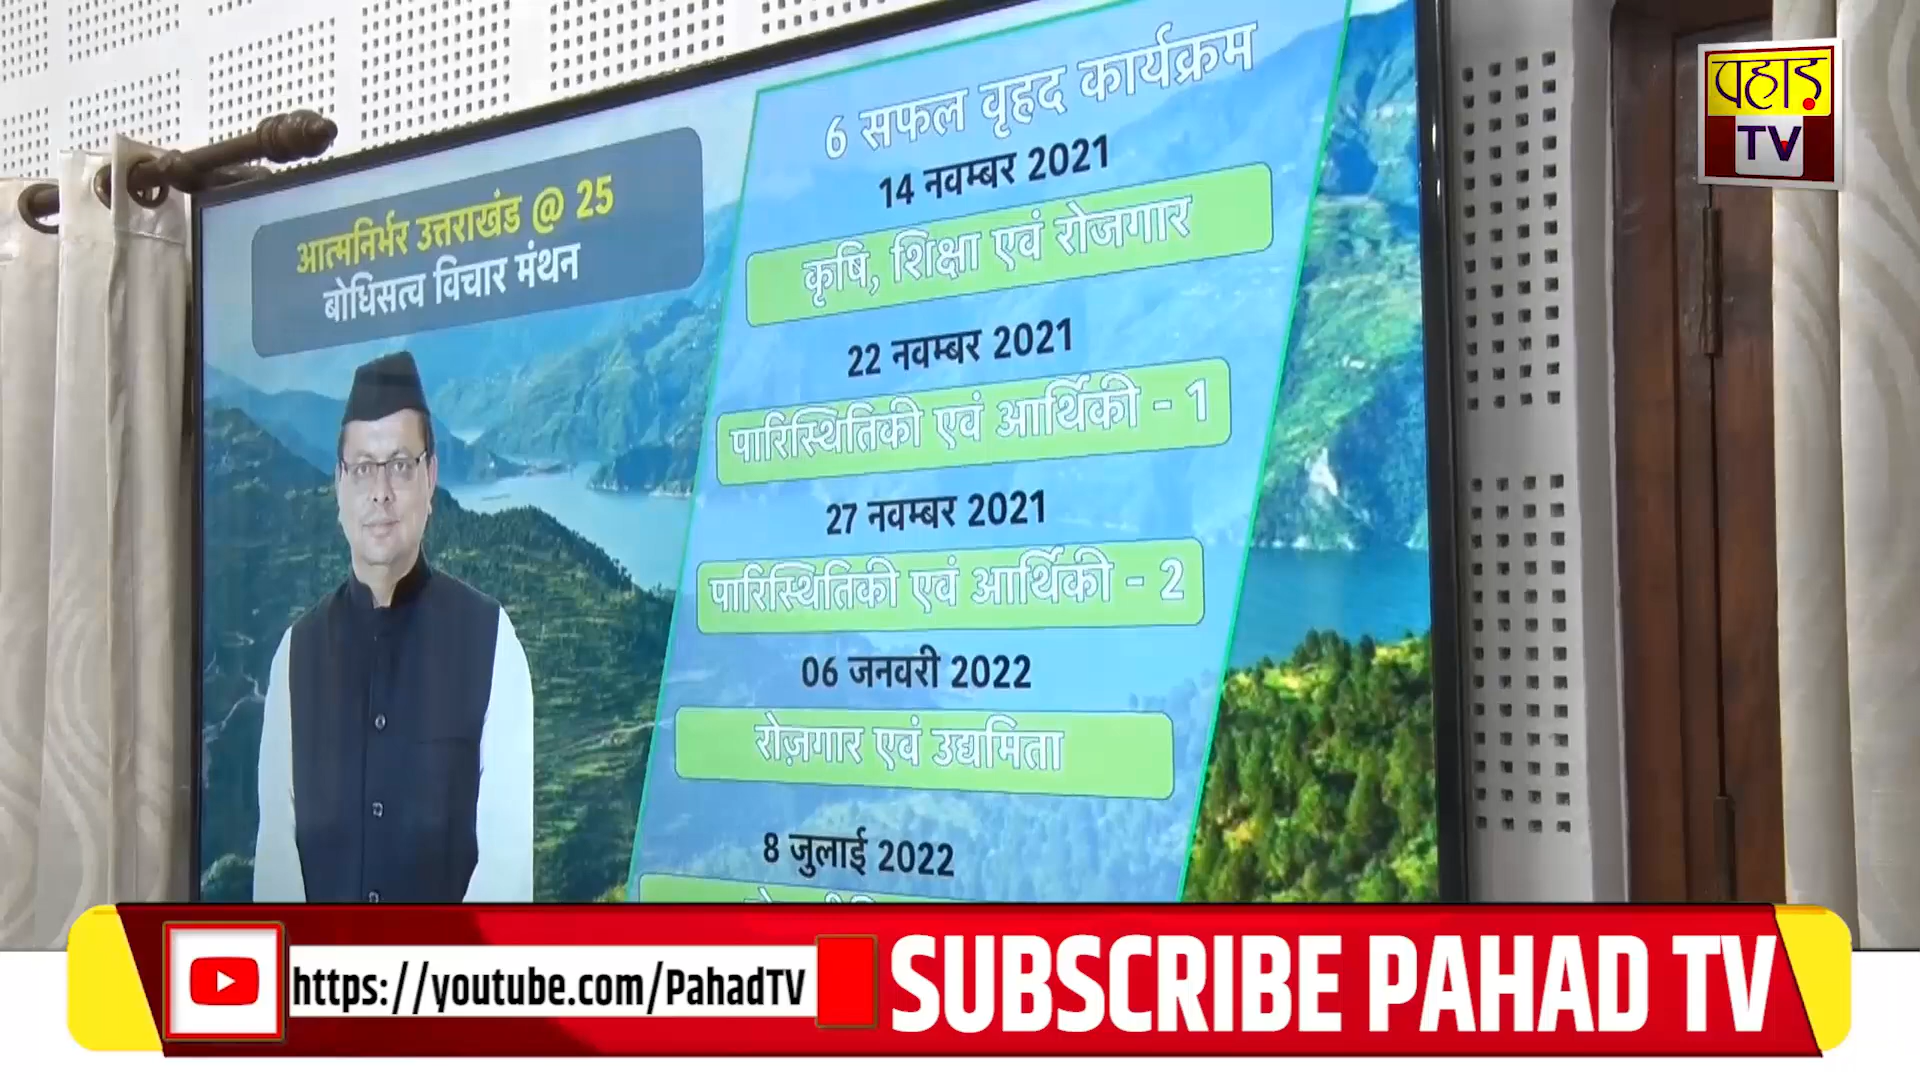 पहाड़
TV
आत्मनिर्भर उत्तराखंड @ 25
बोधिसत्व विचार मंथन
6 सफल वृहद कार्यक्रम
14 नवम्बर 2021
कृषि, शिक्षा एवं रोजगार
22 नवम्बर 2021
पारिस्थितिकी एवं आर्थिकी - 1
27 नवम्बर 2021
पारिस्थितिकी एवं आर्थिकी - 2
06 जनवरी 2022
रोज़गार एवं उद्यमिता
8 जुलाई 2022
https://youtube.com/PahadTV
SUBSCRIBE PAHAD TV